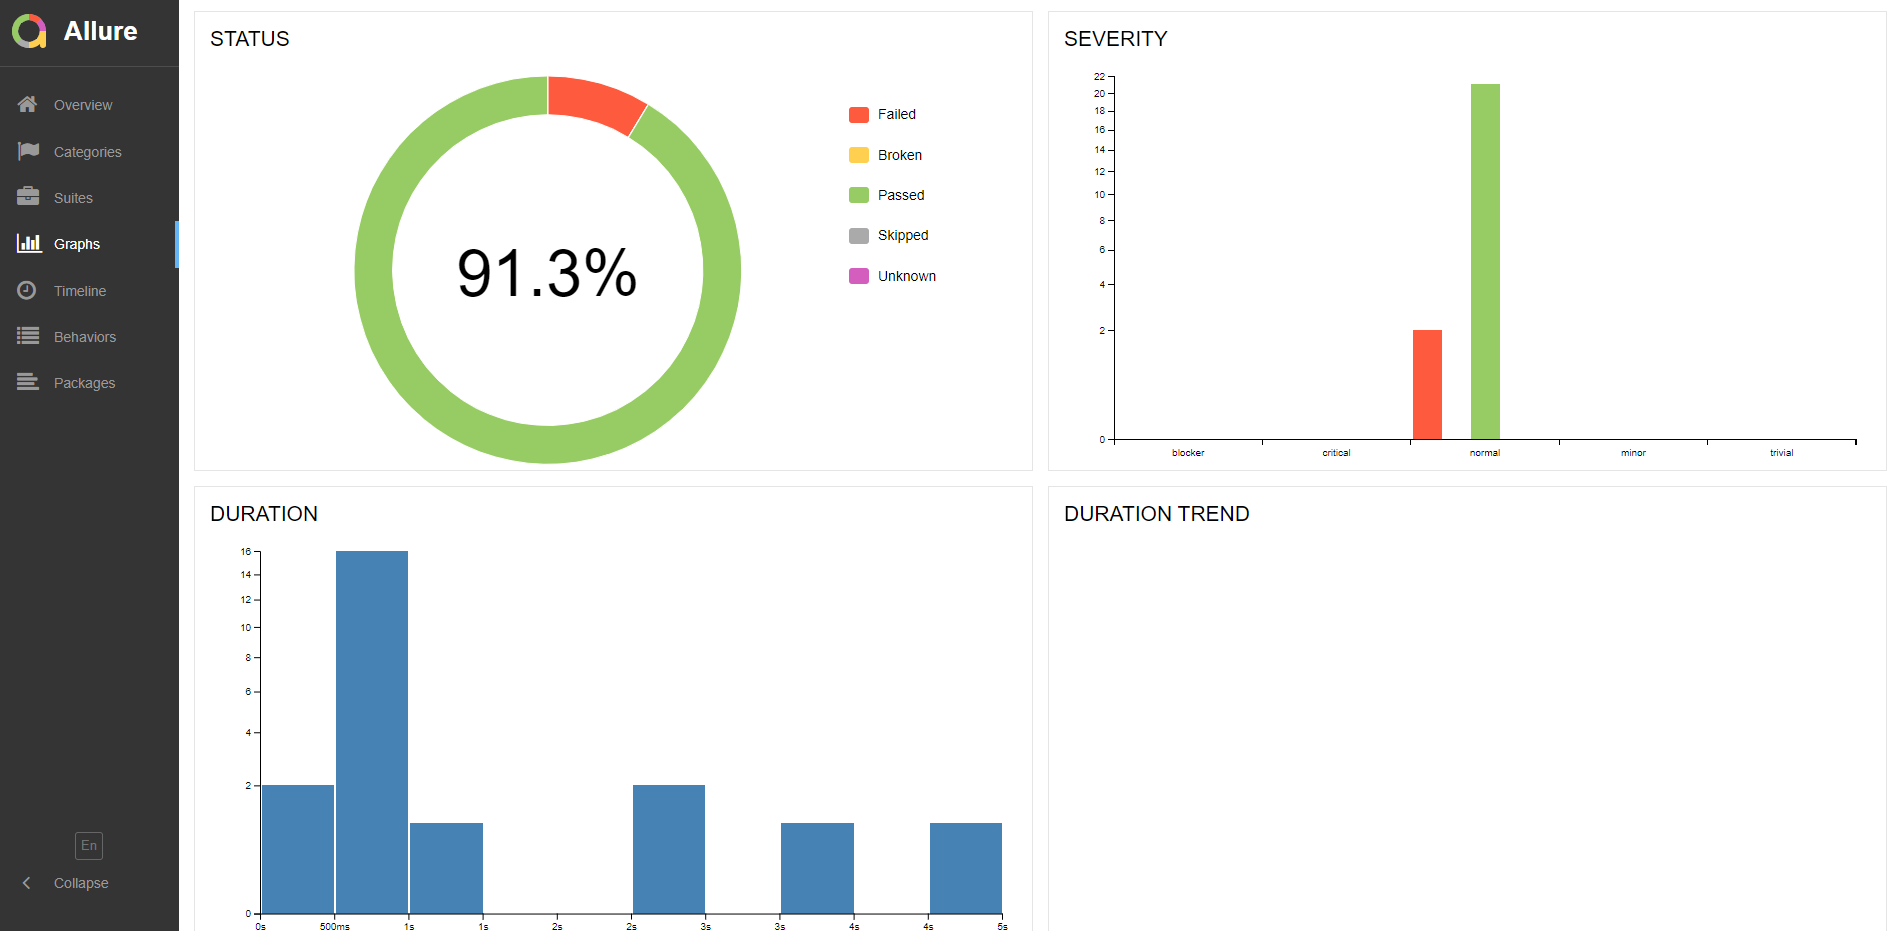 Allure
Overview
Categories
Suites
Graphs
Timeline
Behaviors
Packages
En
Collapse
STATUS
91.3%
Failed
Broken
Passed
Skipped
Unknown
SEVERITY
22
20
18
16
14
12
10
8
6
4
2
0
blocker critical normal minor trivial
DURATION
16
14
12
10
8
6
4
2
0
0s 500ms 1s 1s 2s 2s 3s 3s 4s 4s 5s
DURATION TREND